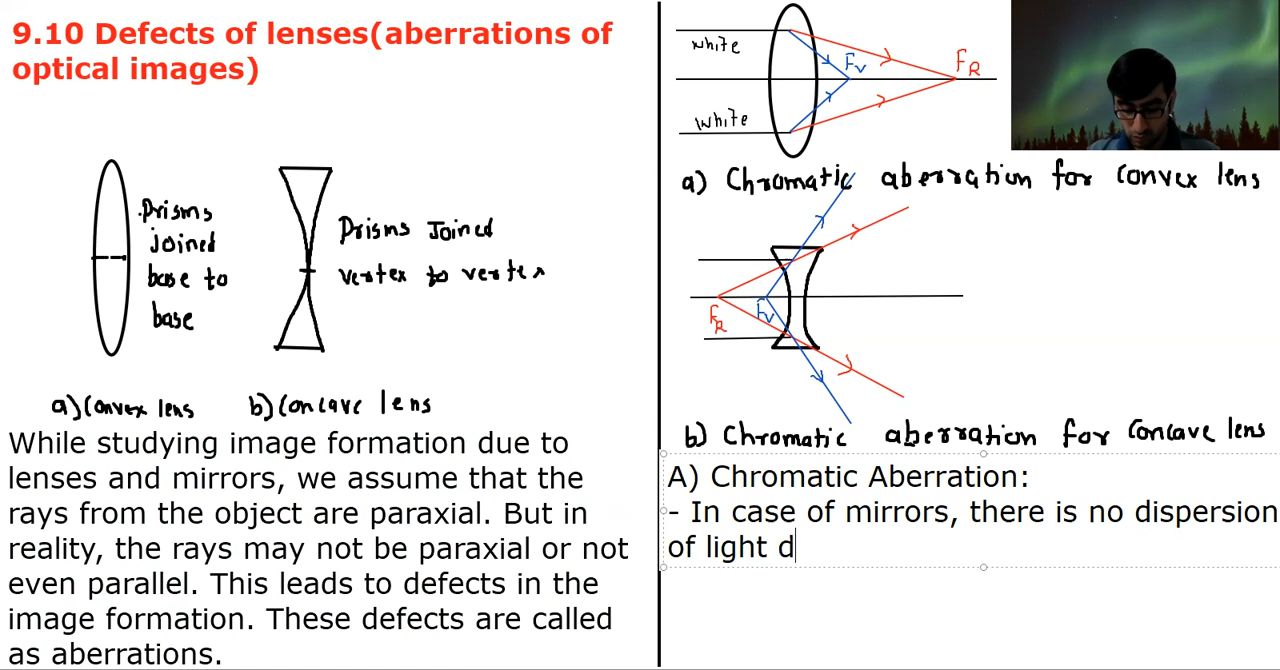 9.10 Defects of lenses(aberrations of
optical images)
Prisms
joined
base to
base
Prisms Joined
vertex to vertex
a)Convex lens
b)Concave lens
While studying image formation due to
lenses and mirrors, we assume that the
rays from the object are paraxial. But in
reality, the rays may not be paraxial or not
even parallel. This leads to defects in the
image formation. These defects are called
as aberrations.
white
white
FV
FR
a) Chromatic aberration for convex lens
FR
FV
b) Chromatic aberration for concave lens
A) Chromatic Aberration:
- In case of mirrors, there is no dispersion
of light d